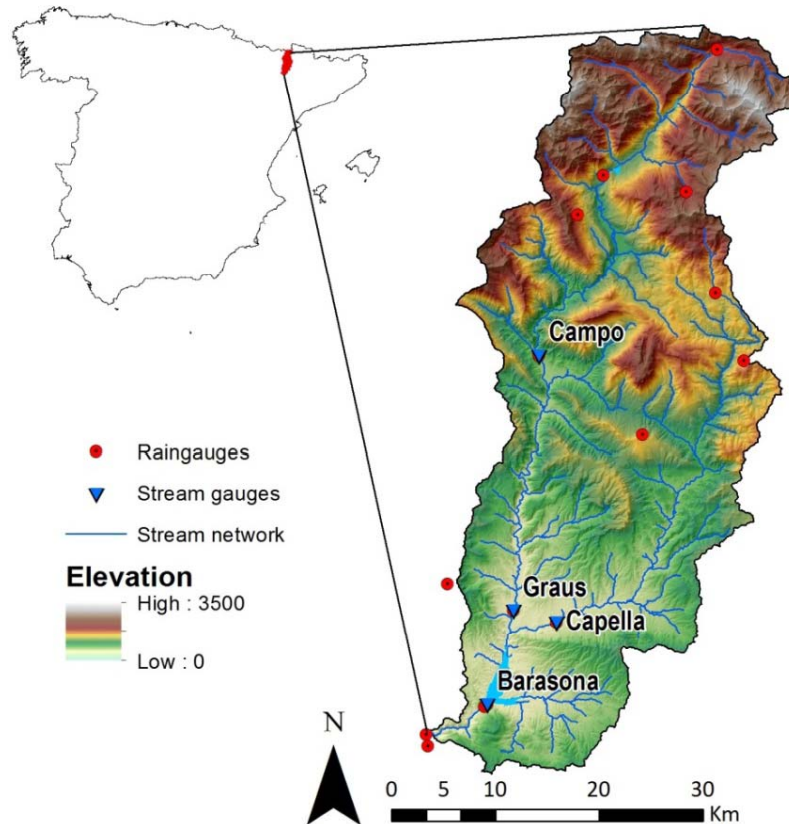 Campo
Raingauges
Stream gauges
Stream network
Elevation
High : 3500
Low : 0
Graus
Capella
Barasona
N
0 5 10 20 30
Km